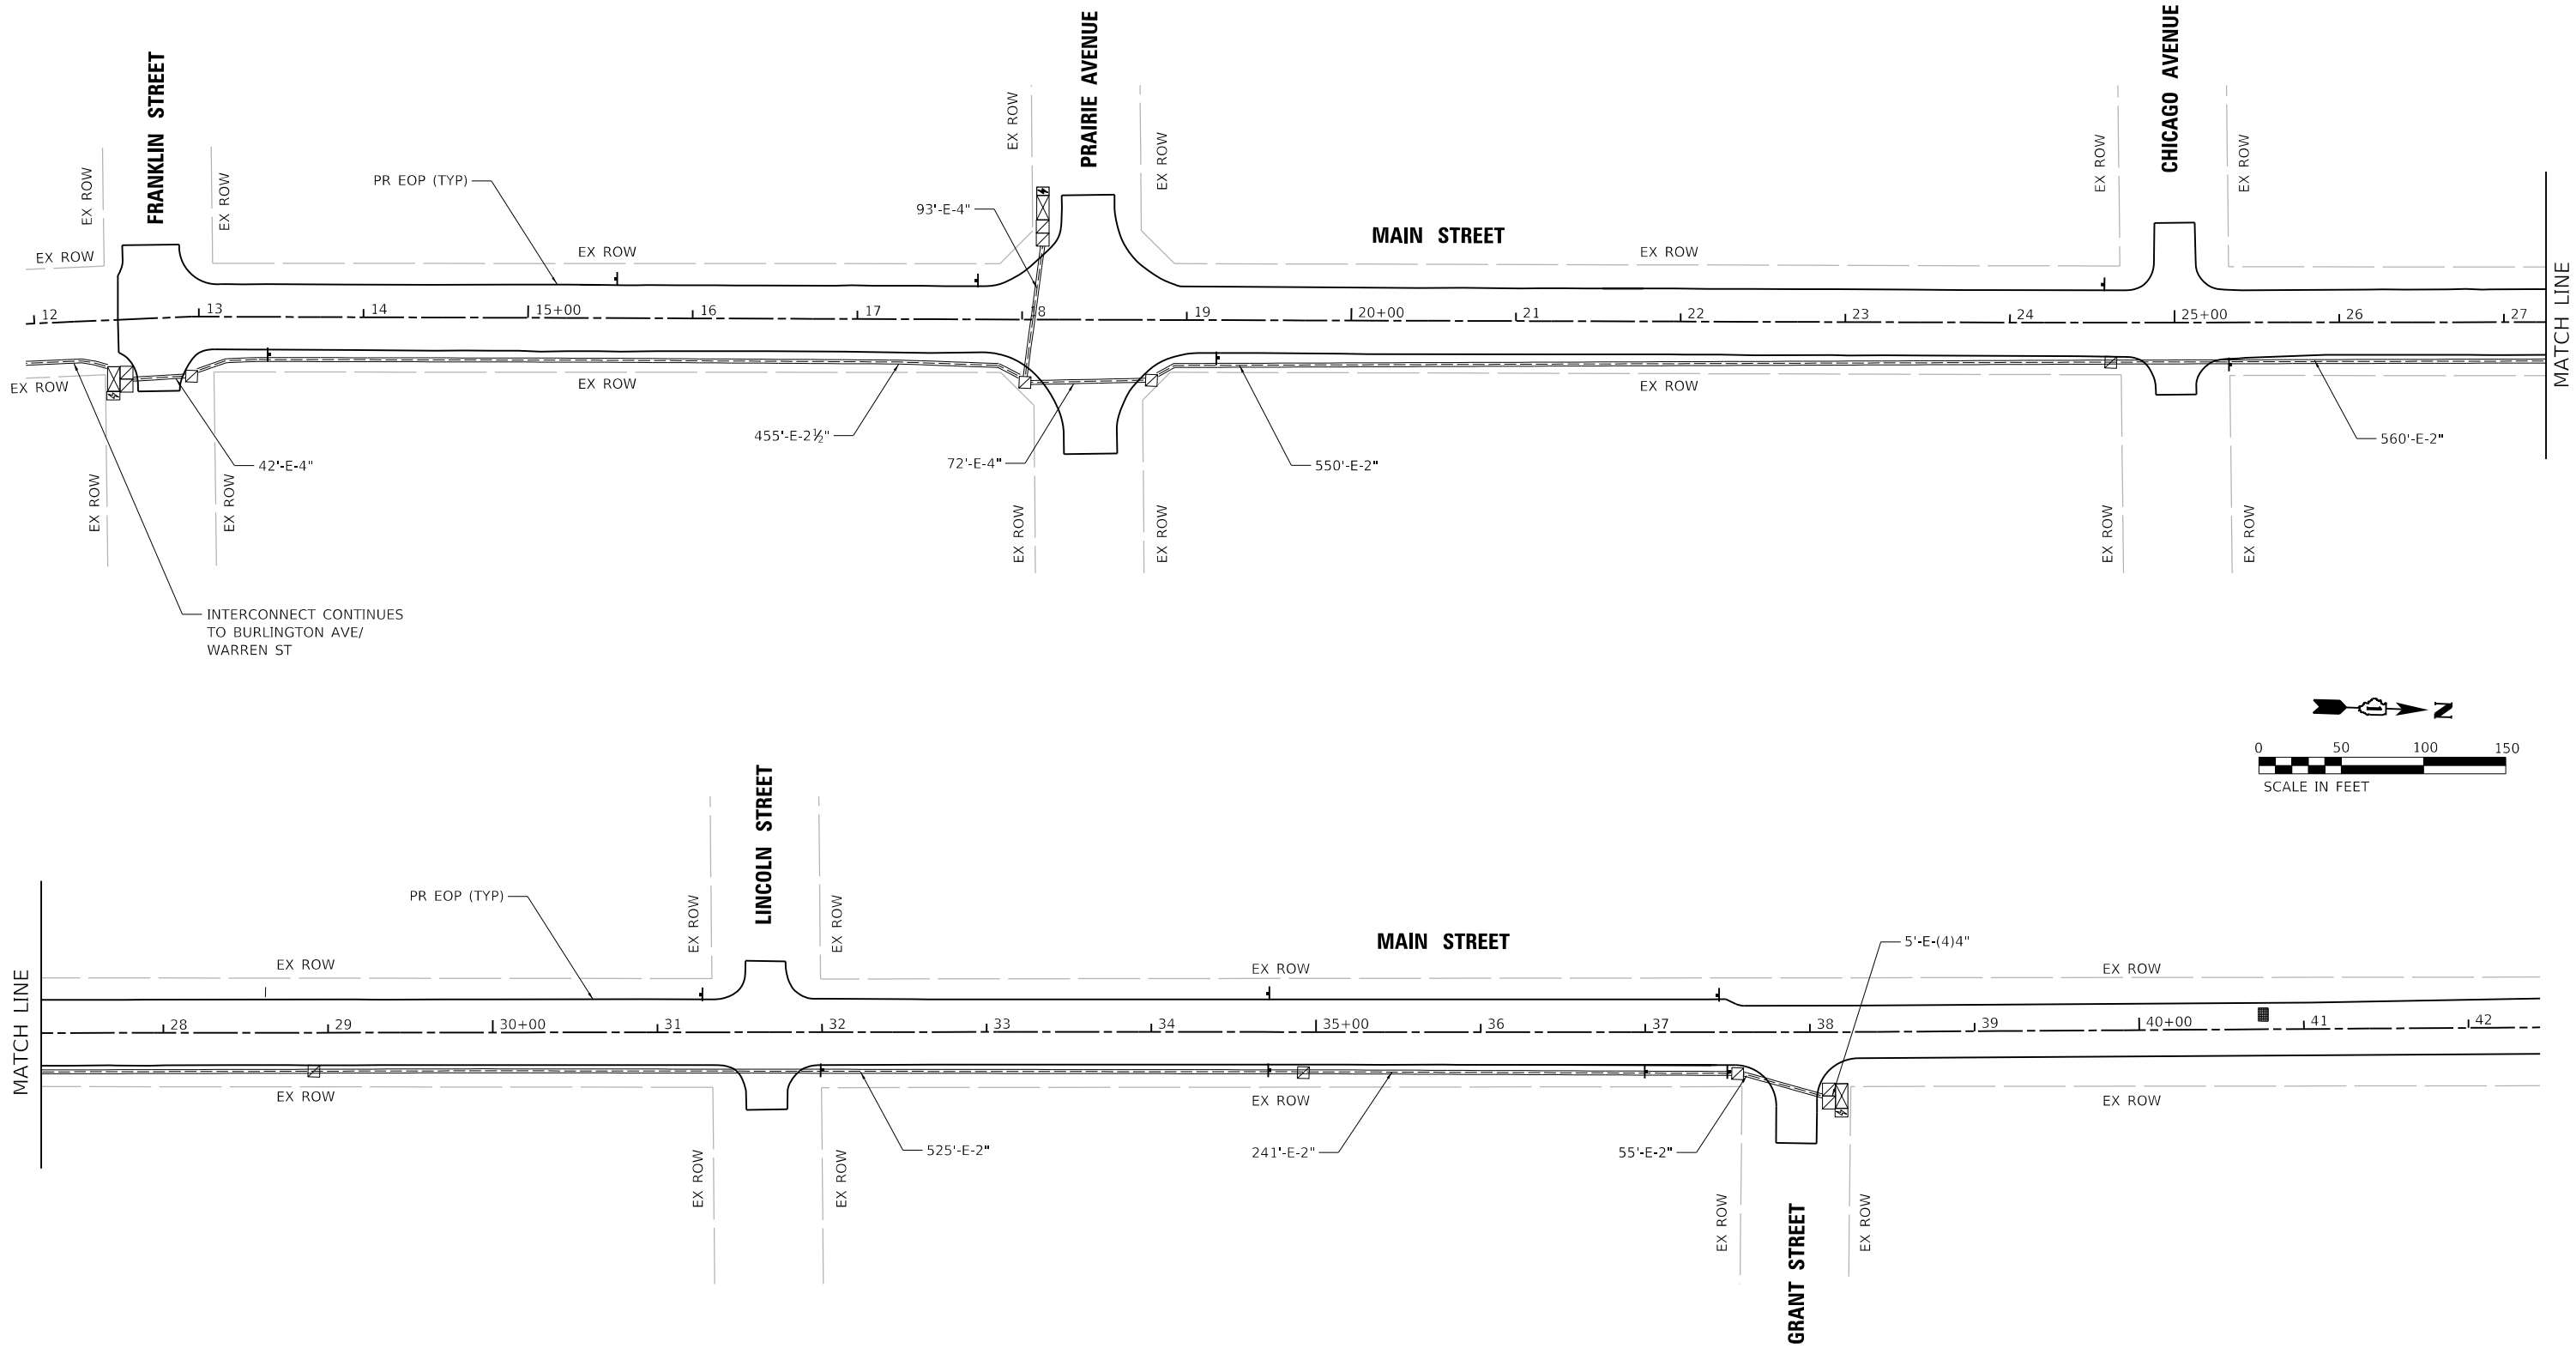 FRANKLIN STREET
PRAIRIE AVENUE
CHICAGO AVENUE
EX ROW
EX ROW
EX ROW
EX ROW
EX ROW
EX ROW
PR EOP (TYP)
93'-E-4"
MAIN STREET
EX ROW
EX ROW
EX ROW
MATCH LINE
12
13
14
15+00
16
17
18
19
20+00
21
22
23
24
25+00
26
27
EX ROW
EX ROW
EX ROW
42'-E-4"
455'-E-2½"
72'-E-4"
550'-E-2"
560'-E-2"
EX ROW
EX ROW
EX ROW
EX ROW
EX ROW
EX ROW
INTERCONNECT CONTINUES
TO BURLINGTON AVE/
WARREN ST
N
0 50 100 150
SCALE IN FEET
LINCOLN STREET
PR EOP (TYP)
EX ROW
EX ROW
MAIN STREET
5'-E-(4)4"
EX ROW
EX ROW
EX ROW
MATCH LINE
28
29
30+00
31
32
33
34
35+00
36
37
38
39
40+00
41
42
EX ROW
EX ROW
EX ROW
525'-E-2"
241'-E-2"
55'-E-2"
EX ROW
EX ROW
EX ROW
EX ROW
GRANT STREET